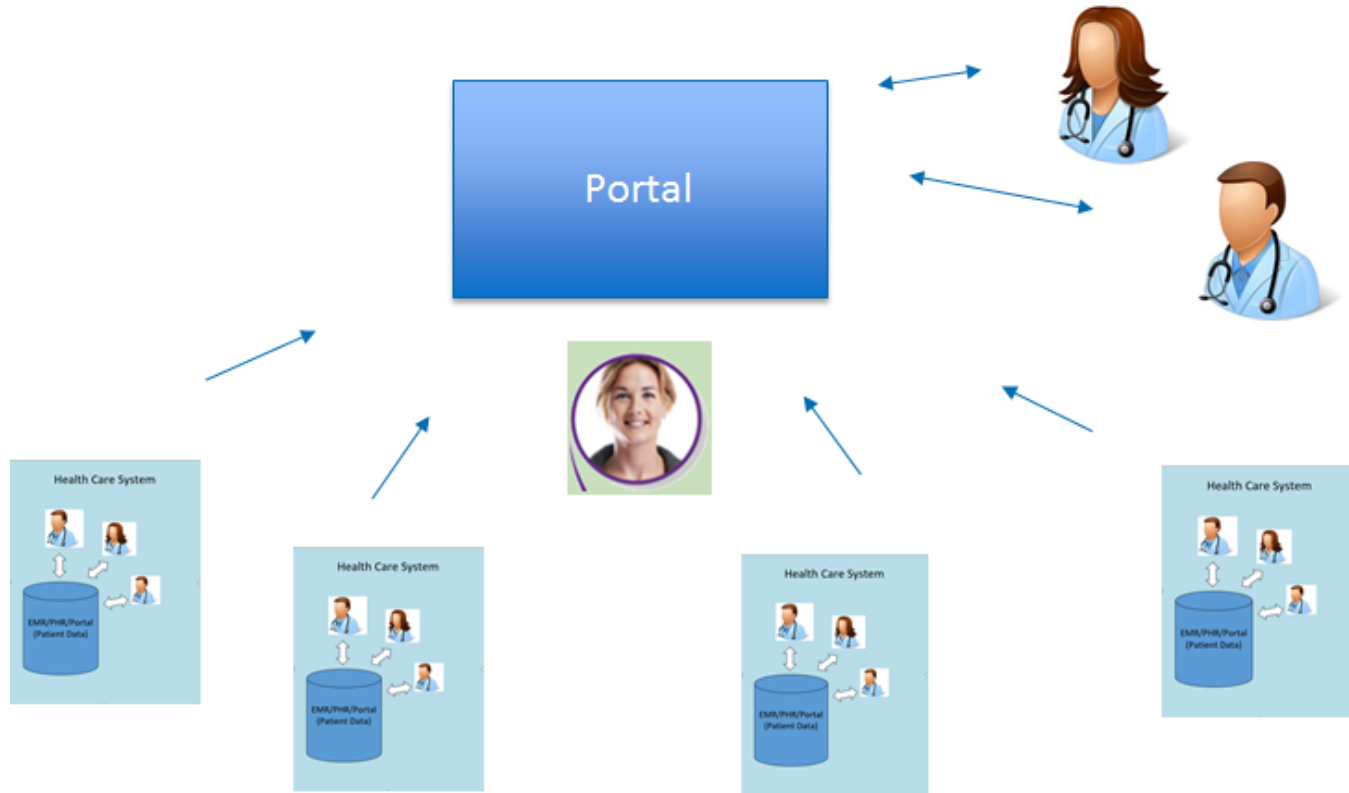 Portal
Health Care System
EMR/PHR/Portal
(Patient Data)
Health Care System
EMR/PHR/Portal
(Patient Data)
Health Care System
EMR/PHR/Portal
(Patient Data)
Health Care System
EMR/PHR/Portal
(Patient Data)